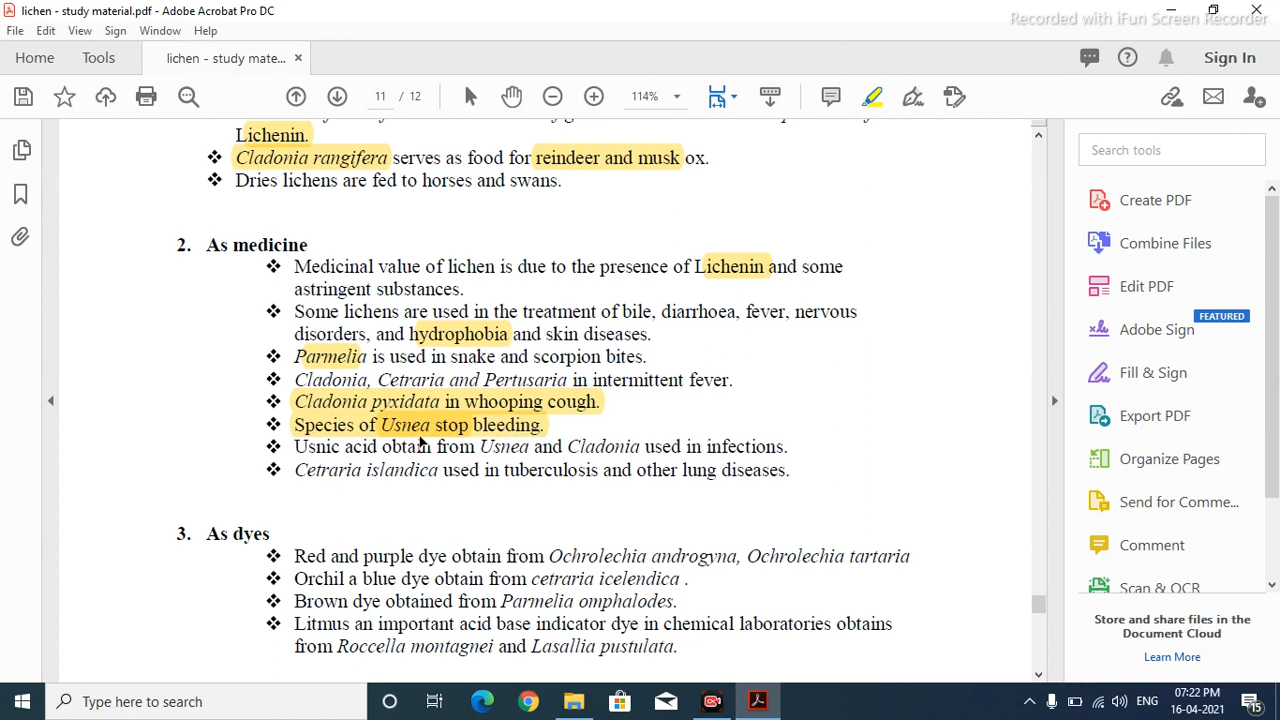 lichen - study material.pdf - Adobe Acrobat Pro DC
Recorded with iFun Screen Recorder
File Edit View Sign Window Help
Home Tools lichen - study mate... × Sign In
11 / 12 114%
Lichenin.
❖ Cladonia rangifera serves as food for reindeer and musk ox.
❖ Dries lichens are fed to horses and swans.
2. As medicine
❖ Medicinal value of lichen is due to the presence of Lichenin and some
astringent substances.
❖ Some lichens are used in the treatment of bile, diarrhoea, fever, nervous
disorders, and hydrophobia and skin diseases.
❖ Parmelia is used in snake and scorpion bites.
❖ Cladonia, Cetraria and Pertusaria in intermittent fever.
❖ Cladonia pyxidata in whooping cough.
❖ Species of Usnea stop bleeding.
❖ Usnic acid obtain from Usnea and Cladonia used in infections.
❖ Cetraria islandica used in tuberculosis and other lung diseases.
3. As dyes
❖ Red and purple dye obtain from Ochrolechia androgyna, Ochrolechia tartaria
❖ Orchil a blue dye obtain from cetraria icelendica .
❖ Brown dye obtained from Parmelia omphalodes.
❖ Litmus an important acid base indicator dye in chemical laboratories obtains
from Roccella montagnei and Lasallia pustulata.
Search tools
Create PDF
Combine Files
Edit PDF
FEATURED
Adobe Sign
Fill & Sign
Export PDF
Organize Pages
Send for Comme...
Comment
Scan & OCR
Store and share files in the
Document Cloud
Learn More
Type here to search
ENG
07:22 PM
16-04-2021
15